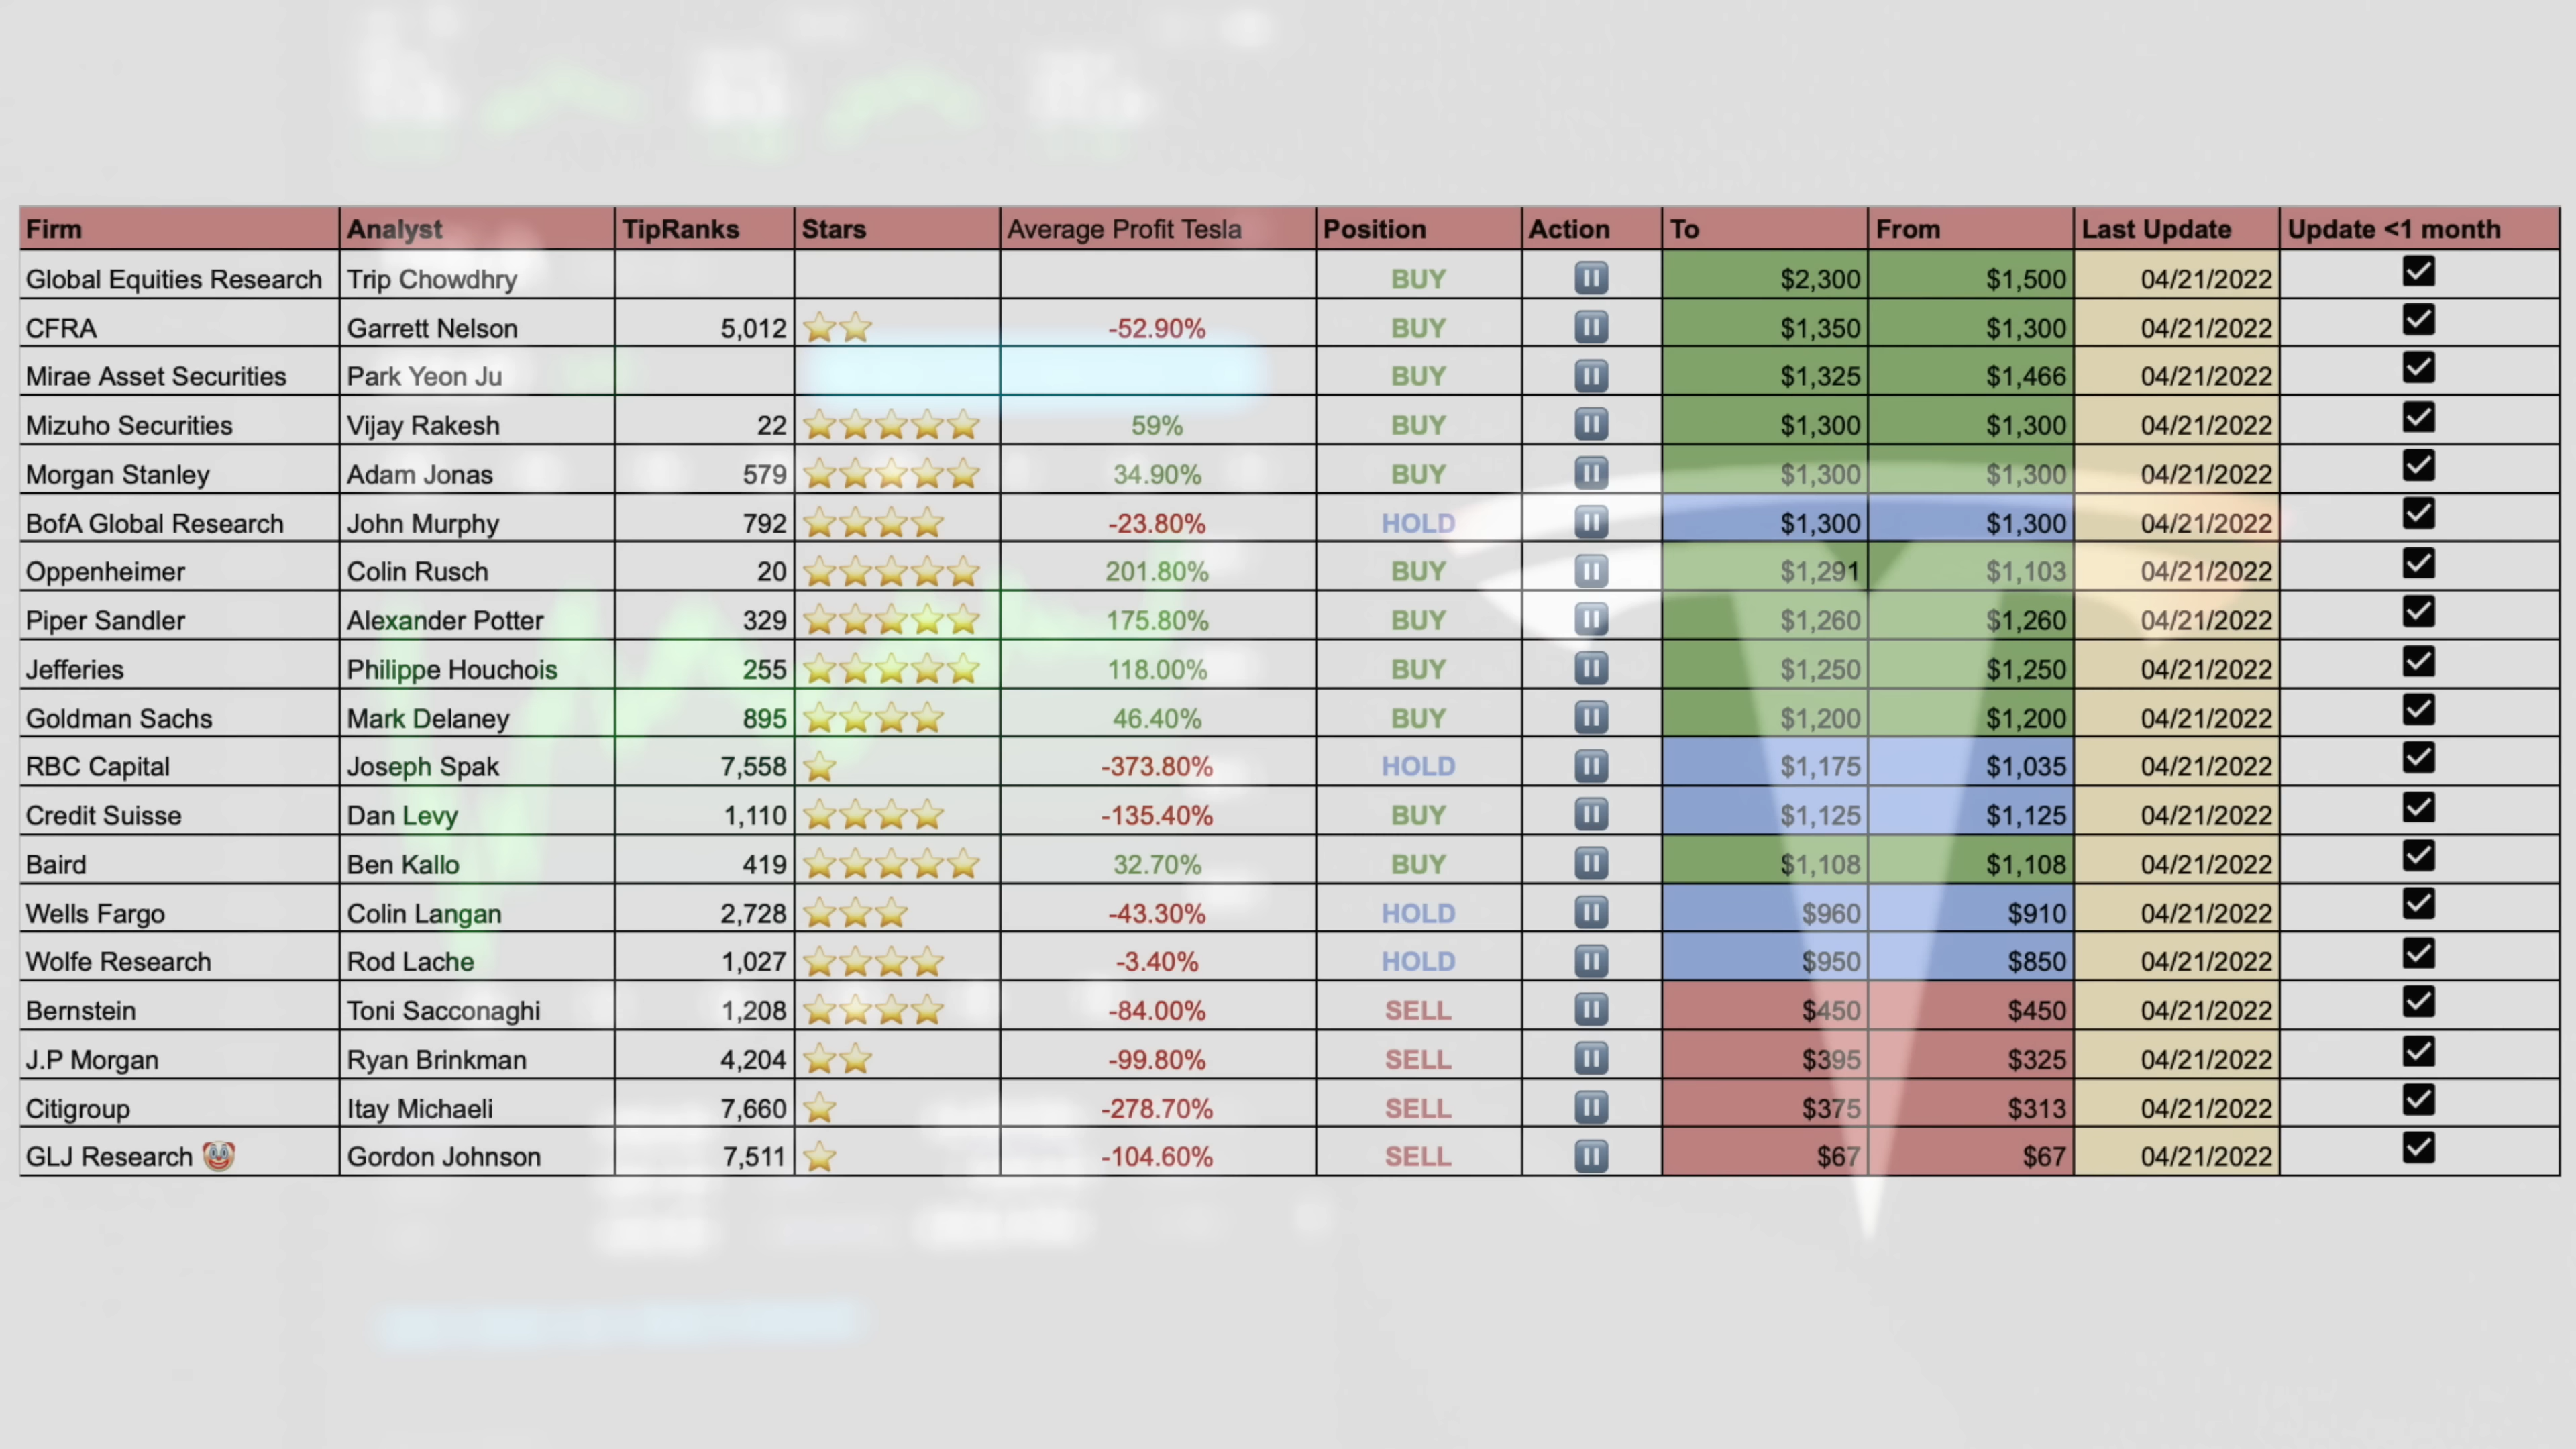 Firm Analyst TipRanks Stars Average Profit Tesla Position Action To From Last Update Update <1 month
Global Equities Research Trip Chowdhry BUY $2,300 $1,500 04/21/2022
CFRA Garrett Nelson 5,012 -52.90% BUY $1,350 $1,300 04/21/2022
Mirae Asset Securities Park Yeon Ju BUY $1,325 $1,466 04/21/2022
Mizuho Securities Vijay Rakesh 22 59% BUY $1,300 $1,300 04/21/2022
Morgan Stanley Adam Jonas 579 34.90% BUY $1,300 $1,300 04/21/2022
BofA Global Research John Murphy 792 -23.80% HOLD $1,300 $1,300 04/21/2022
Oppenheimer Colin Rusch 20 201.80% BUY $1,291 $1,103 04/21/2022
Piper Sandler Alexander Potter 329 175.80% BUY $1,260 $1,260 04/21/2022
Jefferies Philippe Houchois 255 118.00% BUY $1,250 $1,250 04/21/2022
Goldman Sachs Mark Delaney 895 46.40% BUY $1,200 $1,200 04/21/2022
RBC Capital Joseph Spak 7,558 -373.80% HOLD $1,175 $1,035 04/21/2022
Credit Suisse Dan Levy 1,110 -135.40% BUY $1,125 $1,125 04/21/2022
Baird Ben Kallo 419 32.70% BUY $1,108 $1,108 04/21/2022
Wells Fargo Colin Langan 2,728 -43.30% HOLD $960 $910 04/21/2022
Wolfe Research Rod Lache 1,027 -3.40% HOLD $950 $850 04/21/2022
Bernstein Toni Sacconaghi 1,208 -84.00% SELL $450 $450 04/21/2022
J.P Morgan Ryan Brinkman 4,204 -99.80% SELL $395 $325 04/21/2022
Citigroup Itay Michaeli 7,660 -278.70% SELL $375 $313 04/21/2022
GLJ Research Gordon Johnson 7,511 -104.60% SELL $67 $67 04/21/2022